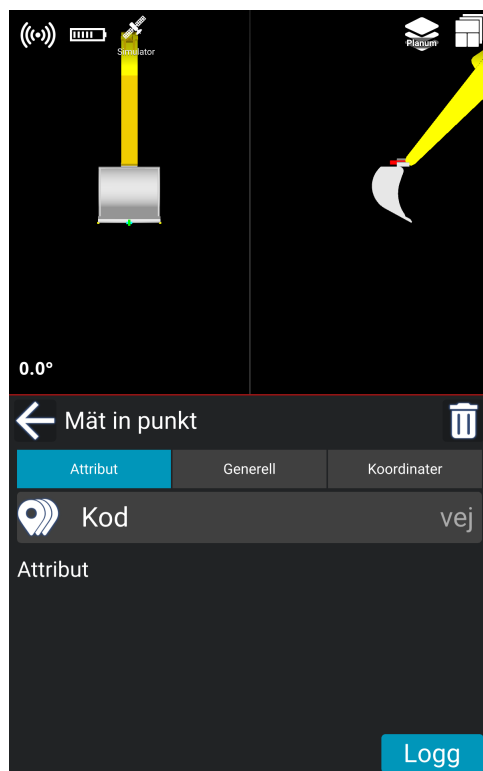 Simulator
Planum
0.0°
Mät in punkt
Attribut
Generell
Koordinater
Kod
vej
Attribut
Logg